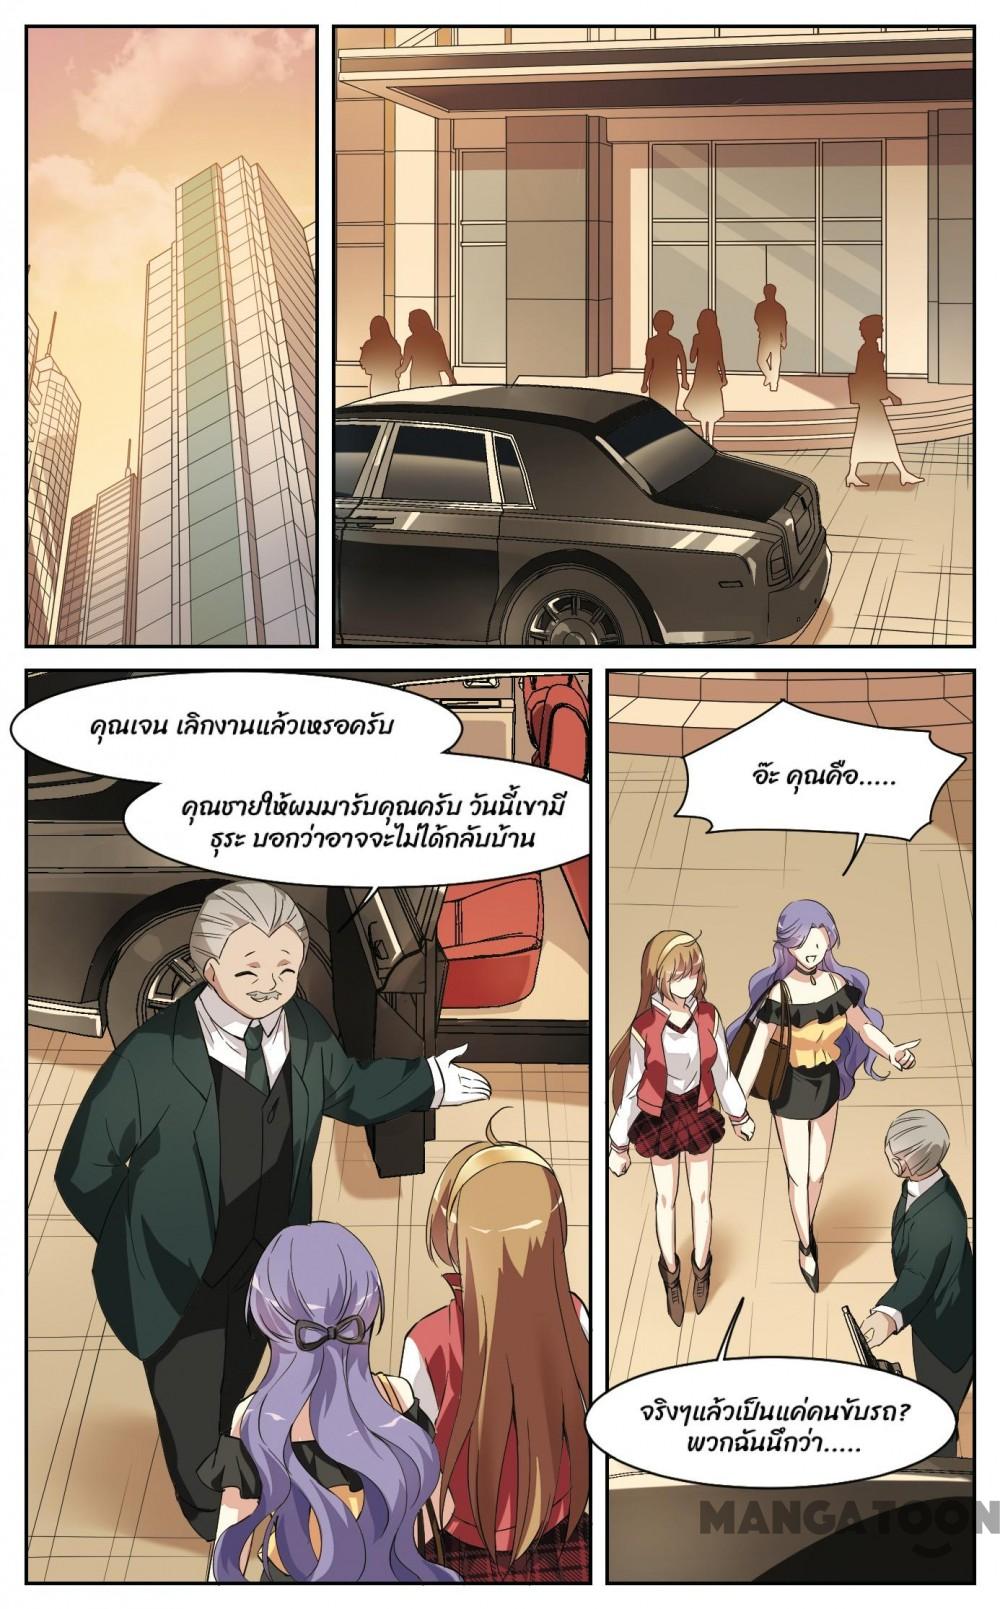 คุณเจน เลิกงานแล้วเหรอครับ
คุณชายให้ผมมารับคุณครับ วันนี้เขามี
ธุระ บอกว่าอาจจะไม่ได้กลับบ้าน
อ๊ะ คุณคือ.....
จริงๆแล้วเป็นแค่คนขับรถ?
พวกฉันนึกว่า.....
MANGATOON